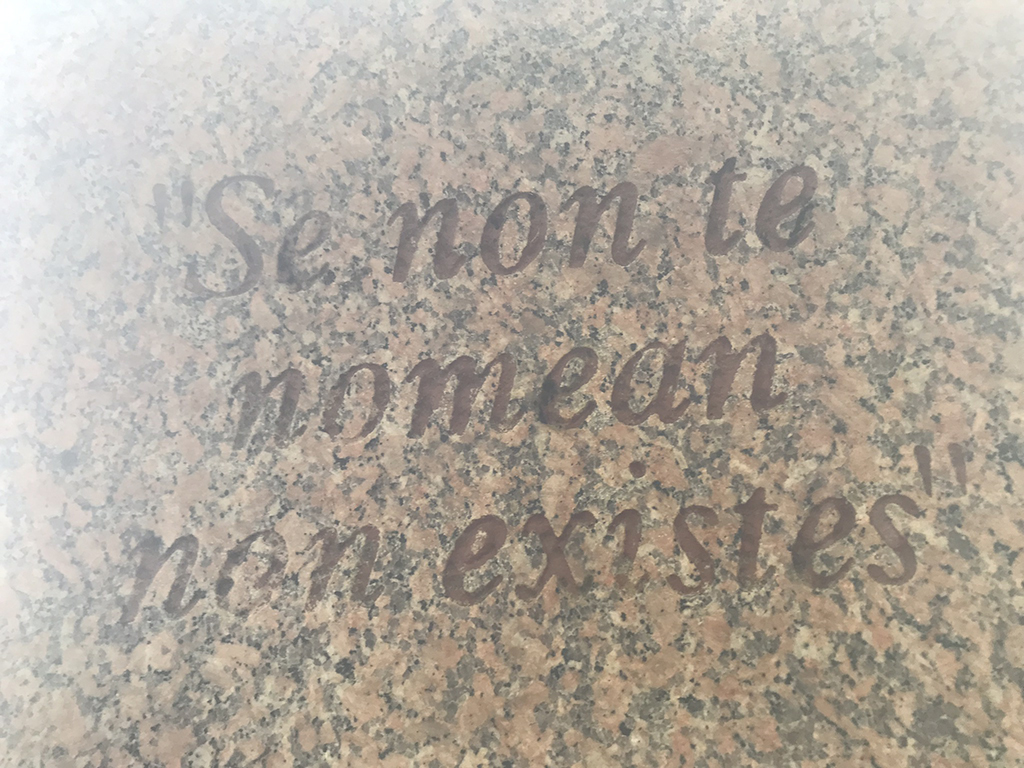 "Se non te
nomean
non existes"